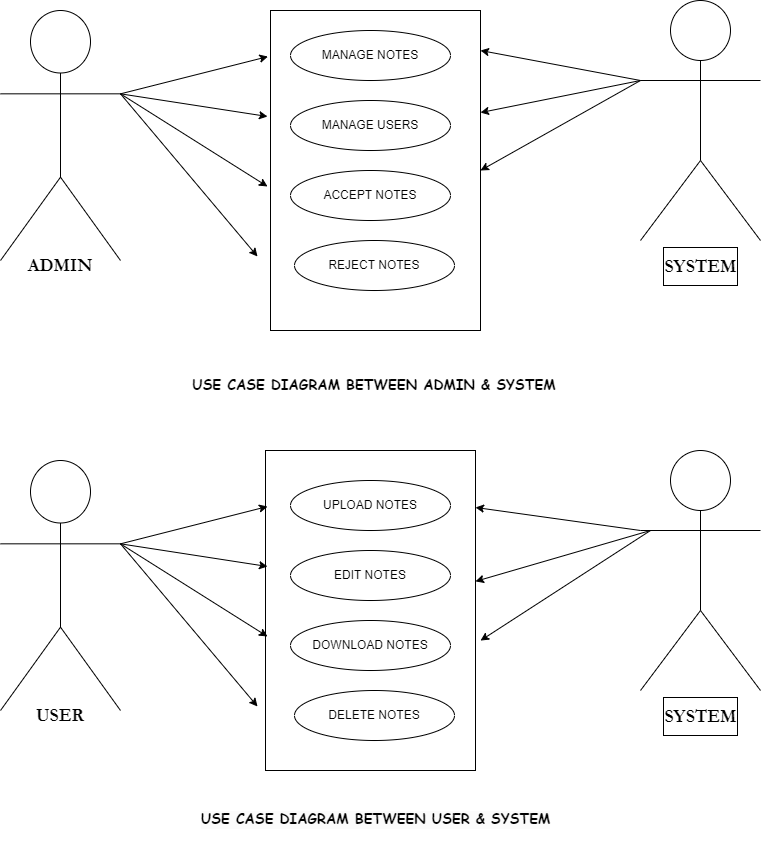 MANAGE NOTES
MANAGE USERS
ACCEPT NOTES
REJECT NOTES
ADMIN
SYSTEM
USE CASE DIAGRAM BETWEEN ADMIN & SYSTEM
UPLOAD NOTES
EDIT NOTES
DOWNLOAD NOTES
DELETE NOTES
USER
SYSTEM
USE CASE DIAGRAM BETWEEN USER & SYSTEM